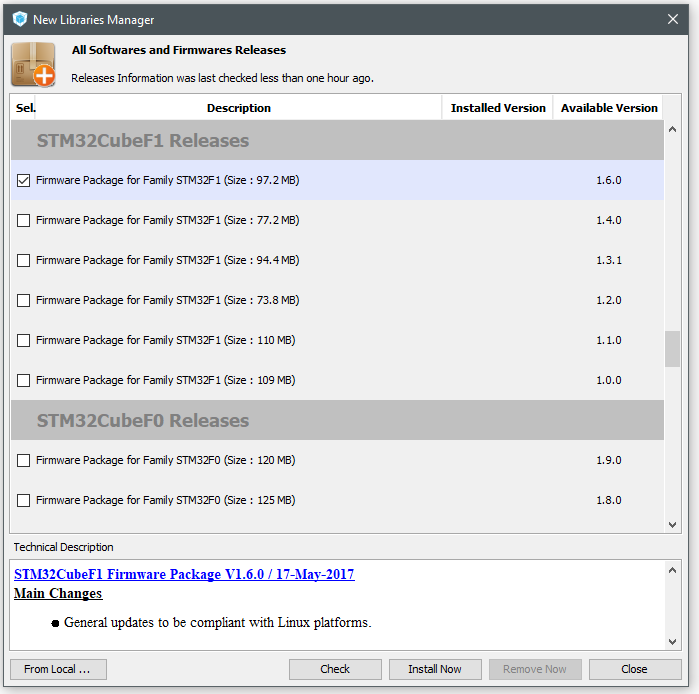 New Libraries Manager
All Softwares and Firmwares Releases
Releases Information was last checked less than one hour ago.
Sel. Description Installed Version Available Version
STM32CubeF1 Releases
Firmware Package for Family STM32F1 (Size : 97.2 MB) 1.6.0
Firmware Package for Family STM32F1 (Size : 77.2 MB) 1.4.0
Firmware Package for Family STM32F1 (Size : 94.4 MB) 1.3.1
Firmware Package for Family STM32F1 (Size : 73.8 MB) 1.2.0
Firmware Package for Family STM32F1 (Size : 110 MB) 1.1.0
Firmware Package for Family STM32F1 (Size : 109 MB) 1.0.0
STM32CubeF0 Releases
Firmware Package for Family STM32F0 (Size : 120 MB) 1.9.0
Firmware Package for Family STM32F0 (Size : 125 MB) 1.8.0
Technical Description
STM32CubeF1 Firmware Package V1.6.0 / 17-May-2017
Main Changes
● General updates to be compliant with Linux platforms.
From Local ... Check Install Now Remove Now Close